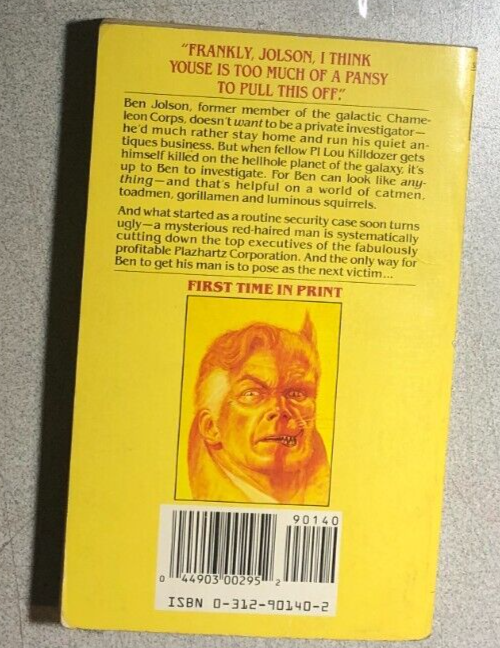 "FRANKLY, JOLSON, I THINK
YOUSE IS TOO MUCH OF A PANSY
TO PULL THIS OFF."
Ben Jolson, former member of the galactic Chame-
leon Corps, doesn't want to be a private investigator—
he'd much rather stay home and run his quiet an-
tiques business. But when fellow PI Lou Killdozer gets
himself killed on the hellhole planet of the galaxy, it's
up to Ben to investigate. For Ben can look like any-
thing—and that's helpful on a world of catmen,
toadmen, gorillamen and luminous squirrels.
And what started as a routine security case soon turns
ugly—a mysterious red-haired man is systematically
cutting down the top executives of the fabulously
profitable Plazhartz Corporation. And the only way for
Ben to get his man is to pose as the next victim...
FIRST TIME IN PRINT
90140
0 44903 00295 2
ISBN 0-312-90140-2